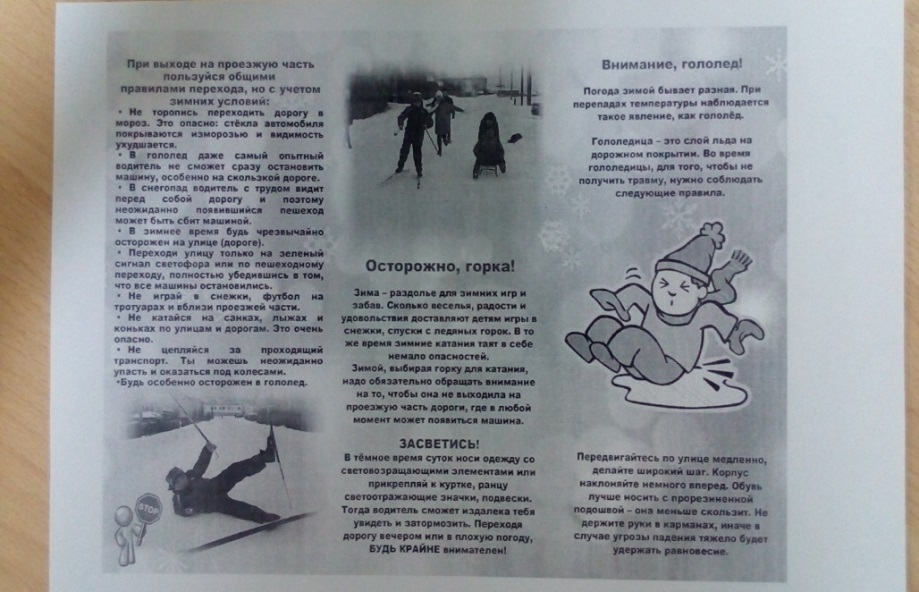 При выходе на проезжую часть
пользуйся общими
правилами перехода, но с учетом
зимних условий:
• Не торопись переходить дорогу в
мороз. Это опасно: стёкла автомобиля
покрываются изморозью и видимость
ухудшается.
• В гололед даже самый опытный
водитель не сможет сразу остановить
машину, особенно на скользкой дороге.
• В снегопад водитель с трудом видит
перед собой дорогу и поэтому
неожиданно появившийся пешеход
может быть сбит машиной.
• В зимнее время будь чрезвычайно
осторожен на улице (дороге).
• Переходи улицу только на зеленый
сигнал светофора или по пешеходному
переходу, полностью убедившись в том,
что все машины остановились.
• Не играй в снежки, футбол на
тротуарах и вблизи проезжей части.
• Не катайся на санках, лыжах и
коньках по улицам и дорогам. Это очень
опасно.
• Не цепляйся за проходящий
транспорт. Ты можешь неожиданно
упасть и оказаться под колесами.
•Будь особенно осторожен в гололед.
STOP
Осторожно, горка!
Зима – раздолье для зимних игр и
забав. Сколько веселья, радости и
удовольствия доставляют детям игры в
снежки, спуски с ледяных горок. В то
же время зимние катания таят в себе
немало опасностей.
Зимой, выбирая горку для катания,
надо обязательно обращать внимание
на то, чтобы она не выходила на
проезжую часть дороги, где в любой
момент может появиться машина.
ЗАСВЕТИСЬ!
В тёмное время суток носи одежду со
световозвращающими элементами или
прикрепляй к куртке, ранцу
светоотражающие значки, подвески.
Тогда водитель сможет издалека тебя
увидеть и затормозить. Переходя
дорогу вечером или в плохую погоду,
БУДЬ КРАЙНЕ внимателен!
Внимание, гололед!
Погода зимой бывает разная. При
перепадах температуры наблюдается
такое явление, как гололёд.
Гололедица – это слой льда на
дорожном покрытии. Во время
гололедицы, для того, чтобы не
получить травму, нужно соблюдать
следующие правила.
Передвигайтесь по улице медленно,
делайте широкий шаг. Корпус
наклоняйте немного вперед. Обувь
лучше носить с прорезиненной
подошвой – она меньше скользит. Не
держите руки в карманах, иначе в
случае угрозы падения тяжело будет
удержать равновесие.